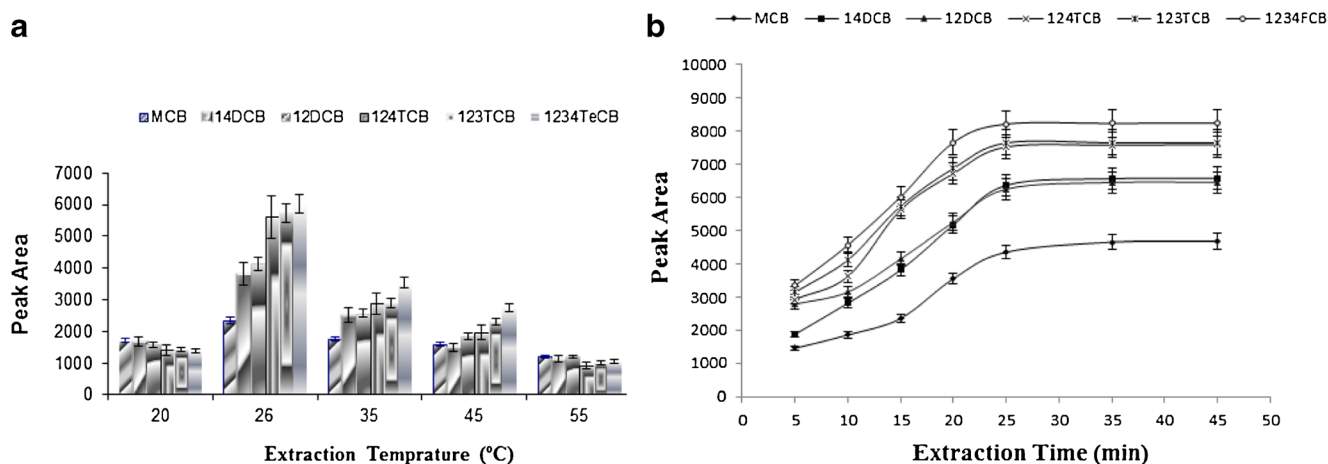 a
MCB 14DCB 12DCB 124TCB 123TCB 1234TeCB
Peak Area
7000
6000
5000
4000
3000
2000
1000
0
20 26 35 45 55
Extraction Temprature (ºC)
b
MCB 14DCB 12DCB 124TCB 123TCB 1234FCB
Peak Area
10000
9000
8000
7000
6000
5000
4000
3000
2000
1000
0
0 5 10 15 20 25 30 35 40 45 50
Extraction Time (min)